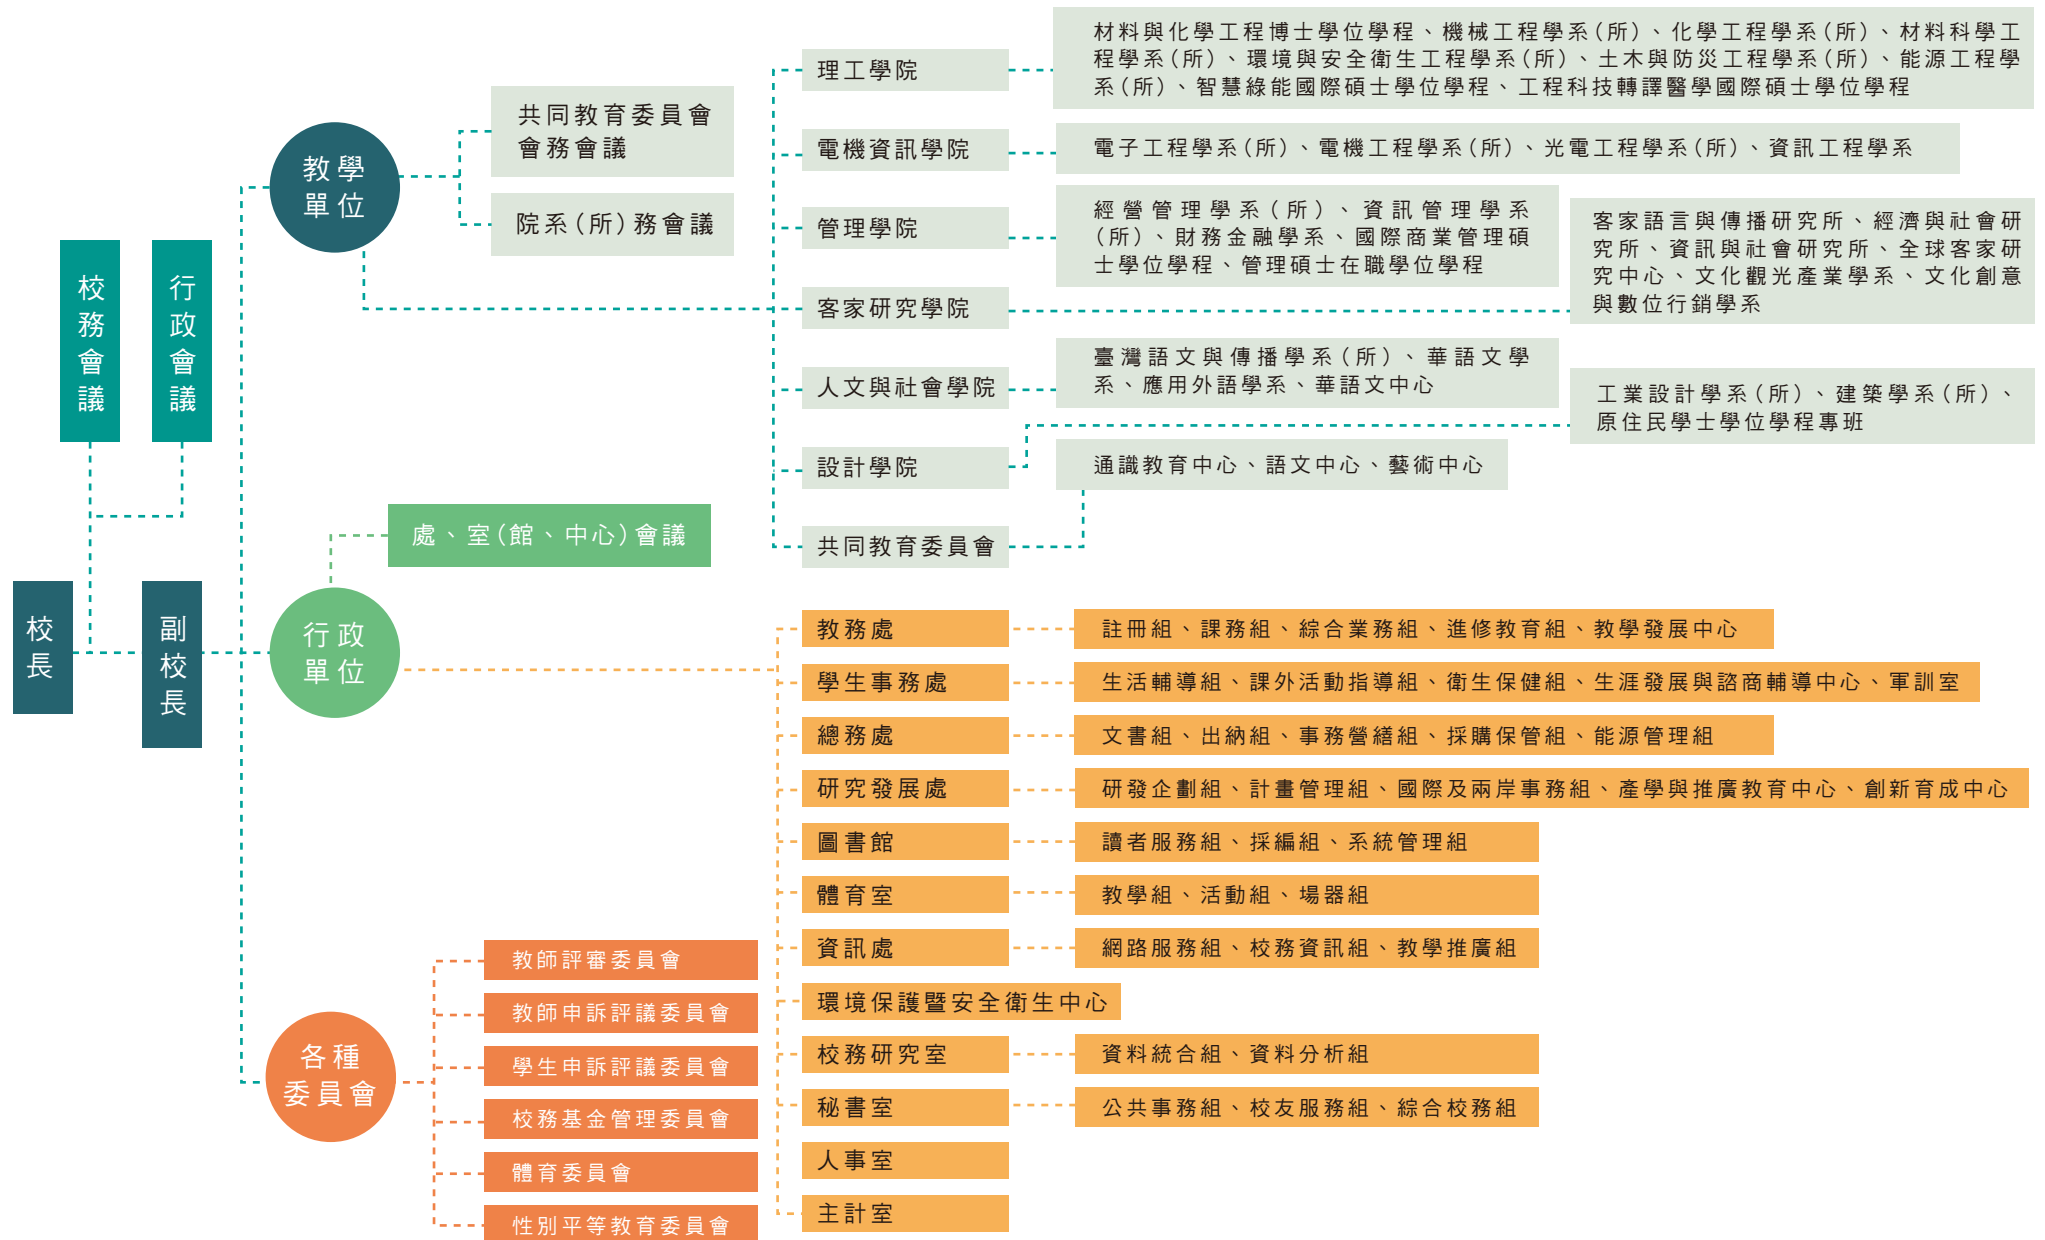 校務會議
行政會議
校長
副校長
教學
單位
共同教育委員會
會務會議
院系(所)務會議
理工學院
材料與化學工程博士學位學程、機械工程學系(所)、化學工程學系(所)、材料科學工
程學系(所)、環境與安全衛生工程學系(所)、土木與防災工程學系(所)、能源工程學
系(所)、智慧綠能國際碩士學位學程、工程科技轉譯醫學國際碩士學位學程
電機資訊學院
電子工程學系(所)、電機工程學系(所)、光電工程學系(所)、資訊工程學系
管理學院
經營管理學系(所)、資訊管理學系
(所)、財務金融學系、國際商業管理碩
士學位學程、管理碩士在職學位學程
客家研究學院
客家語言與傳播研究所、經濟與社會研
究所、資訊與社會研究所、全球客家研
究中心、文化觀光產業學系、文化創意
與數位行銷學系
人文與社會學院
臺灣語文與傳播學系(所)、華語文學
系、應用外語學系、華語文中心
設計學院
工業設計學系(所)、建築學系(所)、
原住民學士學位學程專班
共同教育委員會
通識教育中心、語文中心、藝術中心
行政
單位
處、室(館、中心)會議
教務處
註冊組、課務組、綜合業務組、進修教育組、教學發展中心
學生事務處
生活輔導組、課外活動指導組、衛生保健組、生涯發展與諮商輔導中心、軍訓室
總務處
文書組、出納組、事務營繕組、採購保管組、能源管理組
研究發展處
研發企劃組、計畫管理組、國際及兩岸事務組、產學與推廣教育中心、創新育成中心
圖書館
讀者服務組、採編組、系統管理組
體育室
教學組、活動組、場器組
資訊處
網路服務組、校務資訊組、教學推廣組
環境保護暨安全衛生中心
校務研究室
資料統合組、資料分析組
秘書室
公共事務組、校友服務組、綜合校務組
人事室
主計室
各種
委員會
教師評審委員會
教師申訴評議委員會
學生申訴評議委員會
校務基金管理委員會
體育委員會
性別平等教育委員會